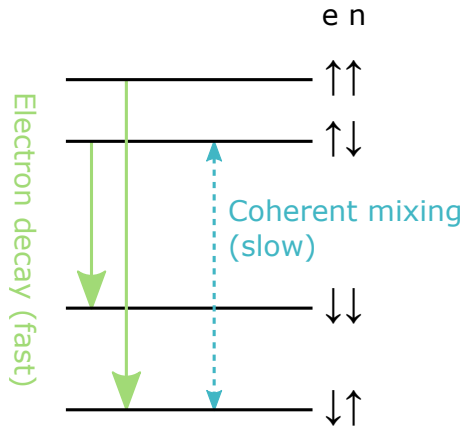 e n
↑↑
↑↓
Electron decay (fast)
Coherent mixing
(slow)
↓↓
↓↑